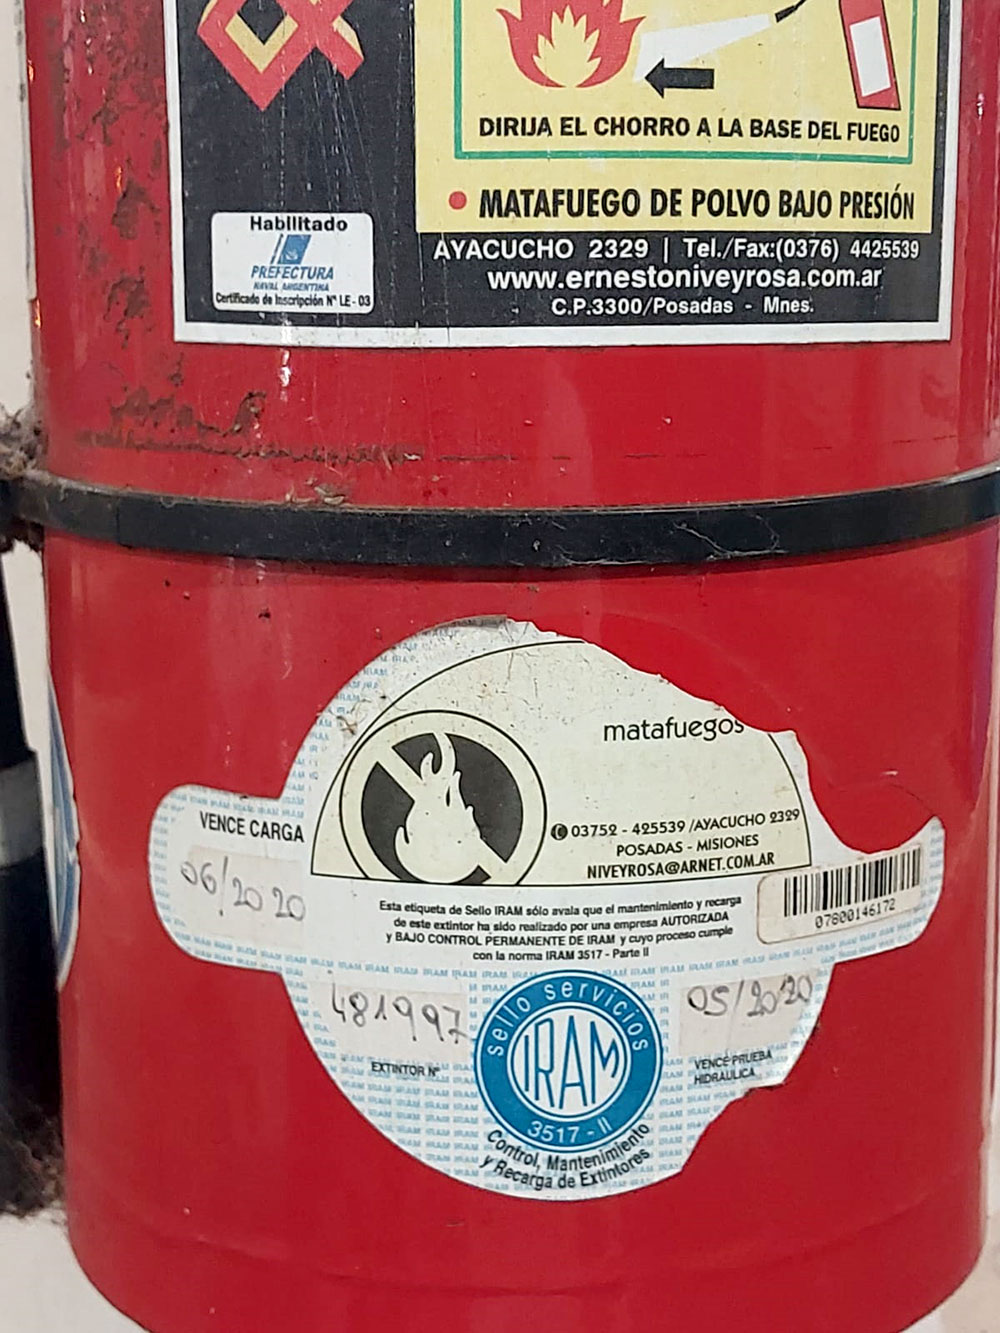 DIRIJA EL CHORRO A LA BASE DEL FUEGO
• MATAFUEGO DE POLVO BAJO PRESIÓN
Habilitado
PREFECTURA
NAVAL ARGENTINA
Certificado de Inscripción Nº LE - 03
AYACUCHO 2329 | Tel./Fax:(0376) 4425539
www.ernestoniveyrosa.com.ar
C.P.3300/Posadas - Mnes.
matafuegos
03752 - 425539 /AYACUCHO 2329
POSADAS - MISIONES
NIVEYROSA@ARNET.COM.AR
VENCE CARGA
06/2020
Esta etiqueta de Sello IRAM sólo avala que el mantenimiento y recarga
de este extintor ha sido realizado por una empresa AUTORIZADA
y BAJO CONTROL PERMANENTE DE IRAM y cuyo proceso cumple
con la norma IRAM 3517 - Parte II
07800146172
481997
EXTINTOR Nº
sello servicios
IRAM
3517 - II
Control, Mantenimiento
y Recarga de Extintores
05/2020
VENCE PRUEBA
HIDRAULICA